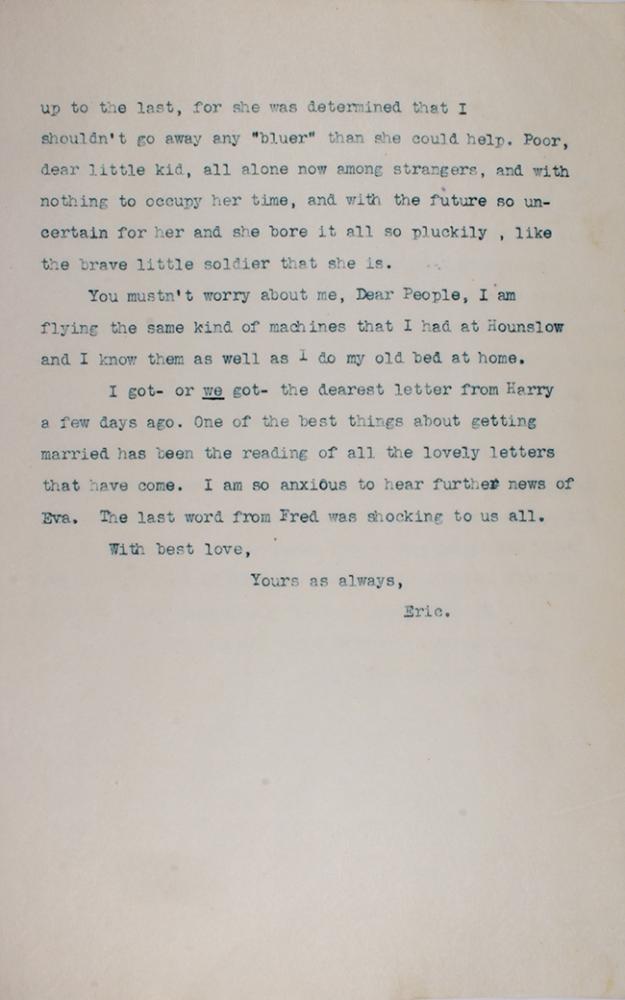 up to the last, for she was determined that I
shouldn't go away any "bluer" than she could help. Poor,
dear little kid, all alone now among strangers, and with
nothing to occupy her time, and with the future so un-
certain for her and she bore it all so pluckily , like
the brave little soldier that she is.
You mustn't worry about me, Dear People, I am
flying the same kind of machines that I had at Hounslow
and I know them as well as I do my old bed at home.
I got- or we got- the dearest letter from Harry
a few days ago. One of the best things about getting
married has been the reading of all the lovely letters
that have come. I am so anxious to hear further news of
Eva. The last word from Fred was shocking to us all.
With best love,
Yours as always,
Eric.